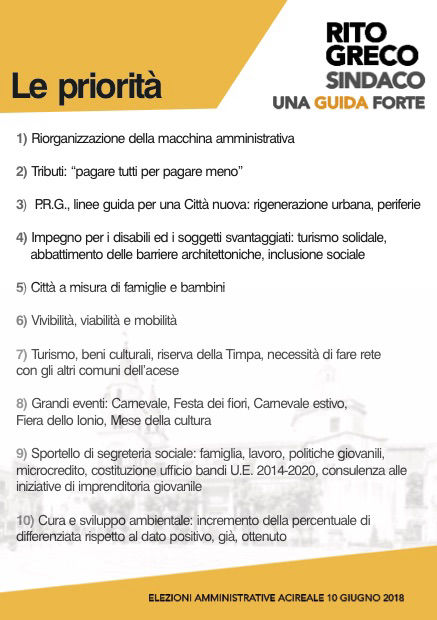 RITO
GRECO
SINDACO
UNA GUIDA FORTE
Le priorità
1) Riorganizzazione della macchina amministrativa
2) Tributi: “pagare tutti per pagare meno”
3) P.R.G., linee guida per una Città nuova: rigenerazione urbana, periferie
4) Impegno per i disabili ed i soggetti svantaggiati: turismo solidale,
abbattimento delle barriere architettoniche, inclusione sociale
5) Città a misura di famiglie e bambini
6) Vivibilità, viabilità e mobilità
7) Turismo, beni culturali, riserva della Timpa, necessità di fare rete
con gli altri comuni dell’acese
8) Grandi eventi: Carnevale, Festa dei fiori, Carnevale estivo,
Fiera dello Ionio, Mese della cultura
9) Sportello di segreteria sociale: famiglia, lavoro, politiche giovanili,
microcredito, costituzione ufficio bandi U.E. 2014-2020, consulenza alle
iniziative di imprenditoria giovanile
10) Cura e sviluppo ambientale: incremento della percentuale di
differenziata rispetto al dato positivo, già, ottenuto
ELEZIONI AMMINISTRATIVE ACIREALE 10 GIUGNO 2018